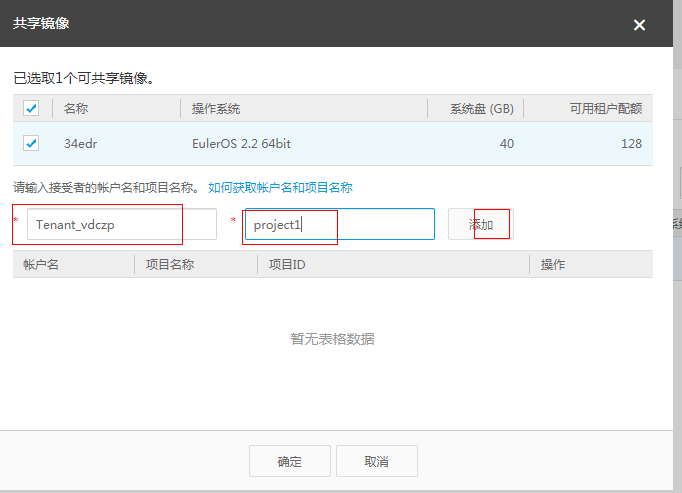 共享镜像
已选取1个可共享镜像。
名称 操作系统 系统盘 (GB) 可用租户配额
34edr EulerOS 2.2 64bit 40 128
请输入接受者的帐户名和项目名称。 如何获取帐户名和项目名称
* Tenant_vdczp * project1 添加
帐户名 项目名称 项目ID 操作
暂无表格数据
确定 取消